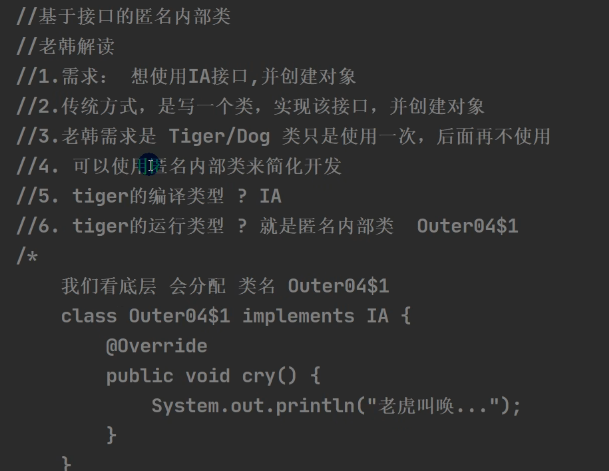 //基于接口的匿名内部类
//老韩解读
//1.需求： 想使用IA接口,并创建对象
//2.传统方式，是写一个类，实现该接口，并创建对象
//3.老韩需求是 Tiger/Dog 类只是使用一次，后面再不使用
//4. 可以使用匿名内部类来简化开发
//5. tiger的编译类型 ? IA
//6. tiger的运行类型 ? 就是匿名内部类  Outer04$1
/*
    我们看底层 会分配 类名 Outer04$1
    class Outer04$1 implements IA {
        @Override
        public void cry() {
            System.out.println("老虎叫唤...");
        }
    }